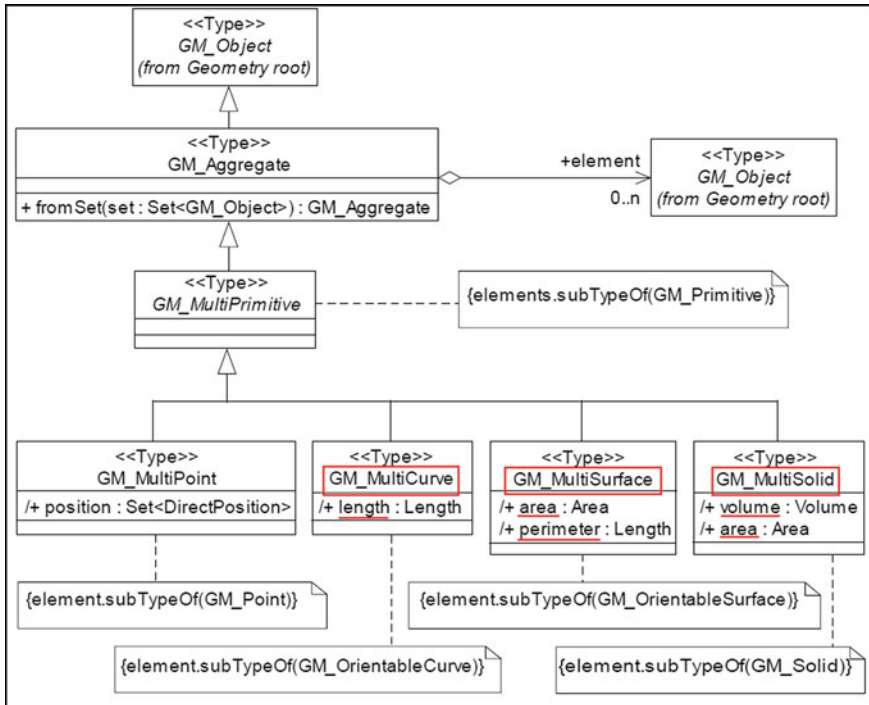 <<Type>>
GM_Object
(from Geometry root)
<<Type>>
GM_Aggregate
+ fromSet(set : Set<GM_Object>) : GM_Aggregate
+element
0..n
<<Type>>
GM_Object
(from Geometry root)
<<Type>>
GM_MultiPrimitive
{elements.subTypeOf(GM_Primitive)}
<<Type>>
GM_MultiPoint
/+ position : Set<DirectPosition>
<<Type>>
GM_MultiCurve
/+ length : Length
<<Type>>
GM_MultiSurface
/+ area : Area
/+ perimeter : Length
<<Type>>
GM_MultiSolid
/+ volume : Volume
/+ area : Area
{element.subTypeOf(GM_Point)}
{element.subTypeOf(GM_OrientableSurface)}
{element.subTypeOf(GM_OrientableCurve)}
{element.subTypeOf(GM_Solid)}